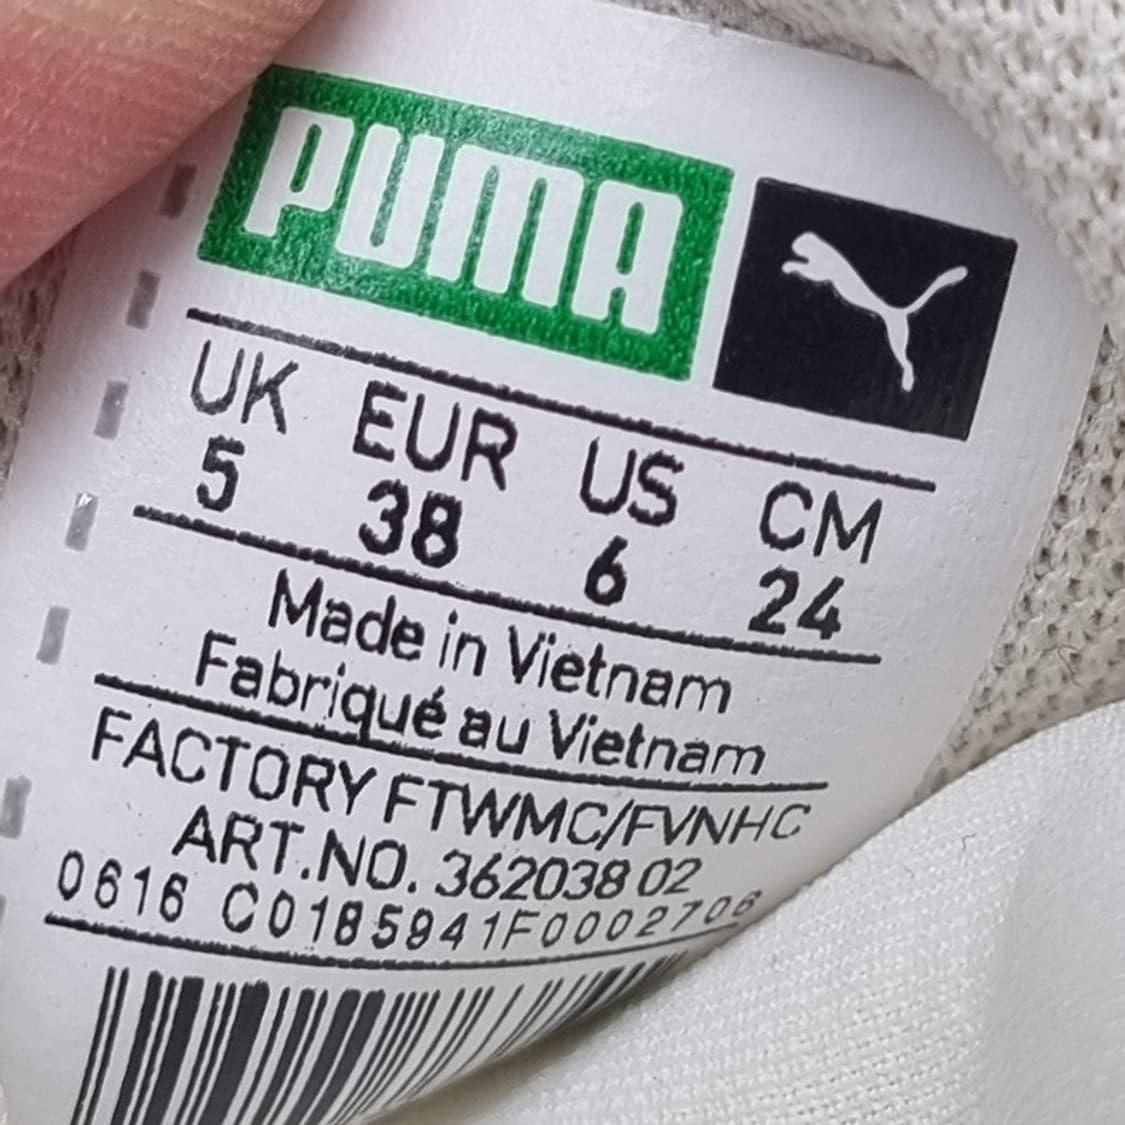 PUMA
UK EUR US CM
5 38 6 24
Made in Vietnam
Fabriqué au Vietnam
FACTORY FTWMC/FVNHC
ART.NO. 362038 02
0616 C0185941F0002706